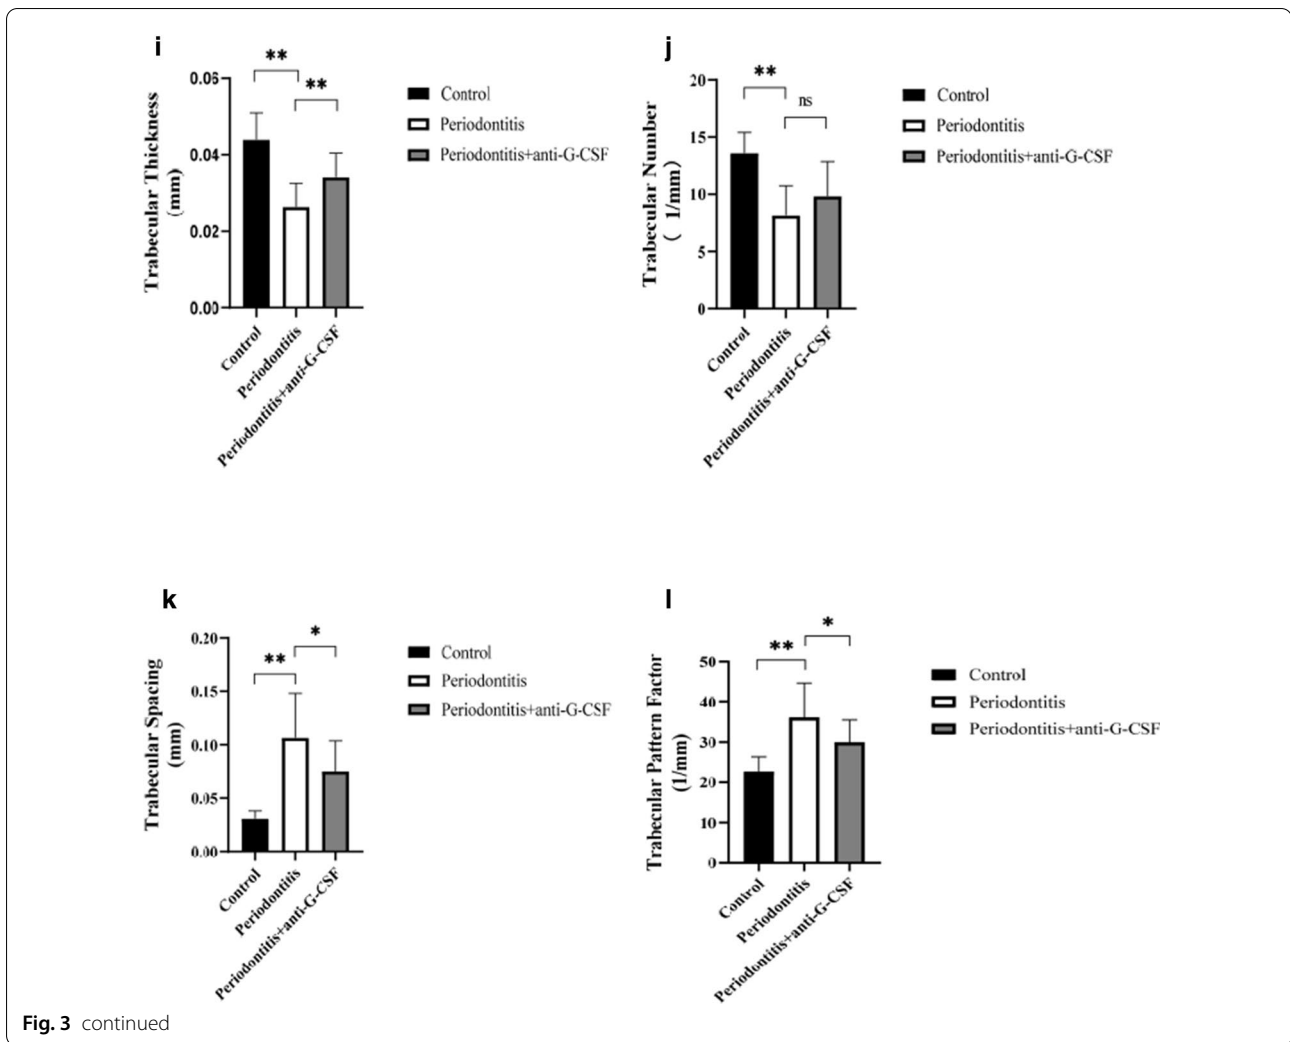 i
**
**
0.06
0.04
0.02
0.00
Trabecular Thickness
(mm)
Control
Periodontitis
Periodontitis+anti-G-CSF
Control
Periodontitis
Periodontitis+anti-G-CSF
j
**
ns
20
15
10
5
0
Trabecular Number
( 1/mm)
Control
Periodontitis
Periodontitis+anti-G-CSF
Control
Periodontitis
Periodontitis+anti-G-CSF
k
**
*
0.20
0.15
0.10
0.05
0.00
Trabecular Spacing
(mm)
Control
Periodontitis
Periodontitis+anti-G-CSF
Control
Periodontitis
Periodontitis+anti-G-CSF
l
**
*
50
40
30
20
10
0
Trabecular Pattern Factor
(1/mm)
Control
Periodontitis
Periodontitis+anti-G-CSF
Control
Periodontitis
Periodontitis+anti-G-CSF
Fig. 3 continued